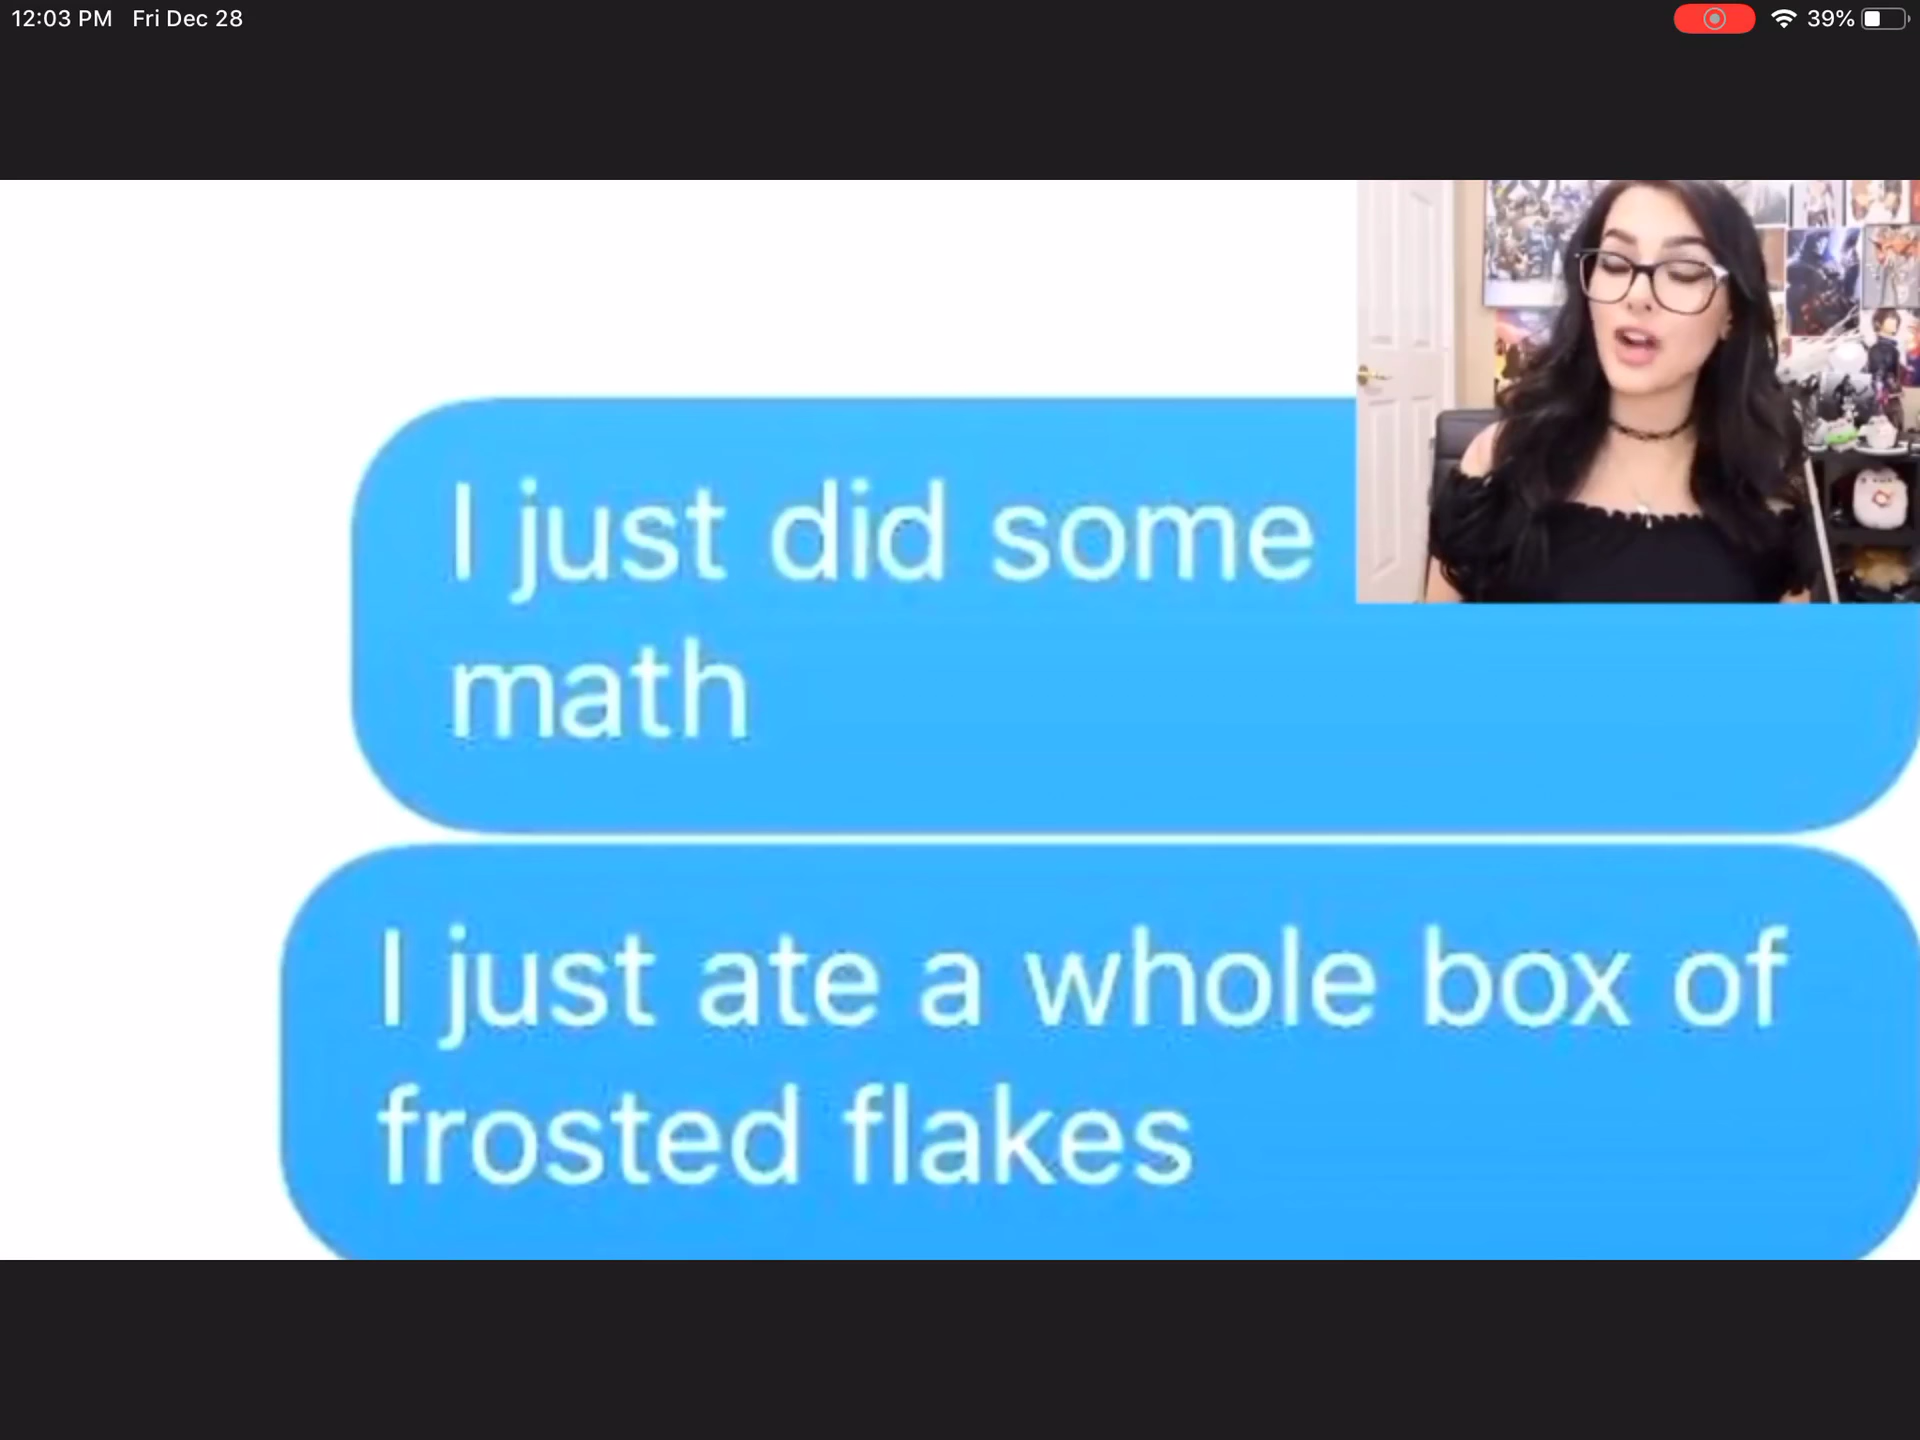 12:03 PM Fri Dec 28 39%
I just did some
math
I just ate a whole box of
frosted flakes